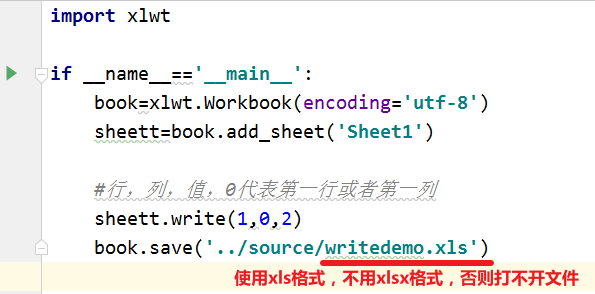 import xlwt
if __name__=='__main__':
book=xlwt.Workbook(encoding='utf-8')
sheett=book.add_sheet('Sheet1')
#行，列，值，0代表第一行或者第一列
sheett.write(1,0,2)
book.save('../source/writedemo.xls')
使用xls格式，不用xlsx格式，否则打不开文件